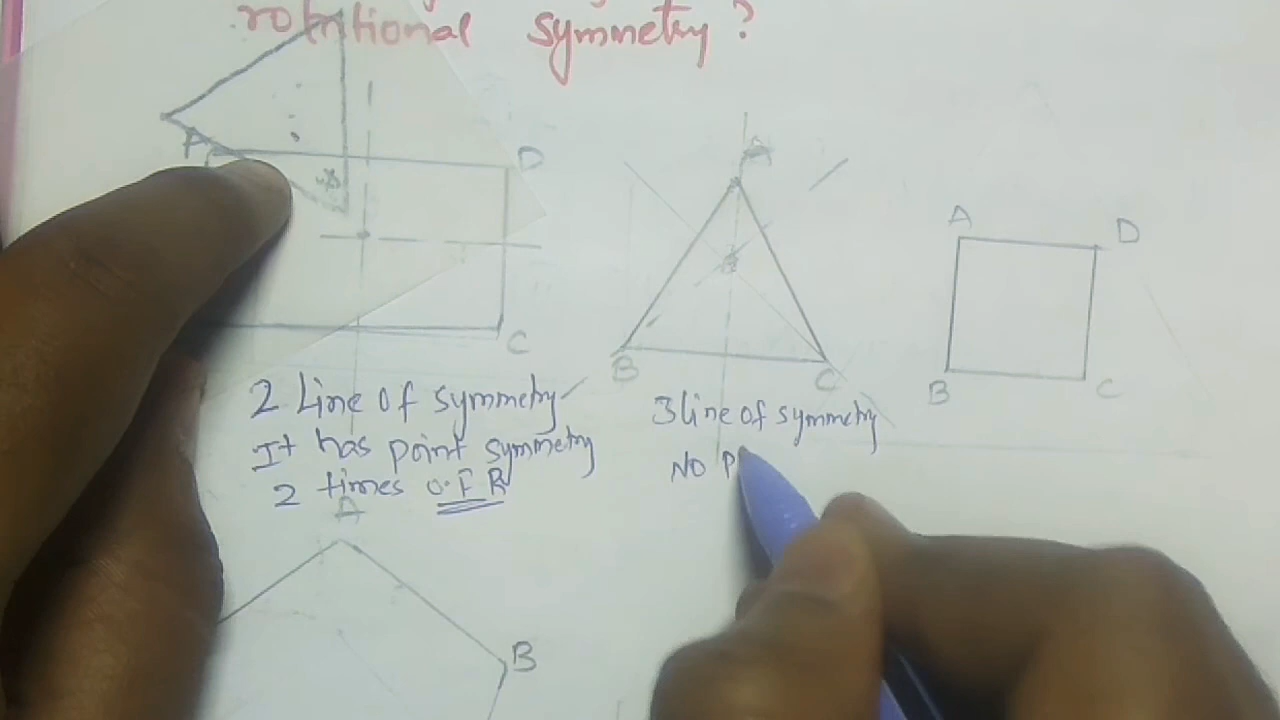 rotational symmetry?
A D
C
A
B C
A D
B C
2 Line of symmetry
It has point symmetry
2 times O.F R
3 line of symmetry
NO P
A
B